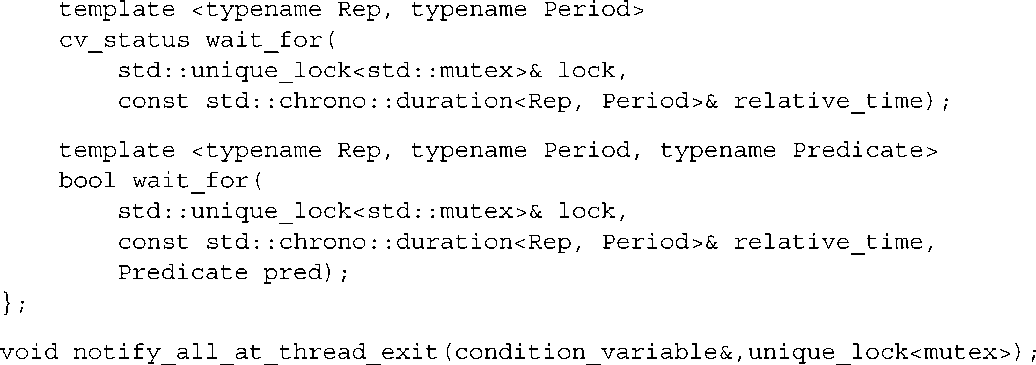 template <typename Rep, typename Period>
cv_status wait_for(
std::unique_lock<std::mutex>& lock,
const std::chrono::duration<Rep, Period>& relative_time);
template <typename Rep, typename Period, typename Predicate>
bool wait_for(
std::unique_lock<std::mutex>& lock,
const std::chrono::duration<Rep, Period>& relative_time,
Predicate pred);
};
void notify_all_at_thread_exit(condition_variable&,unique_lock<mutex>);